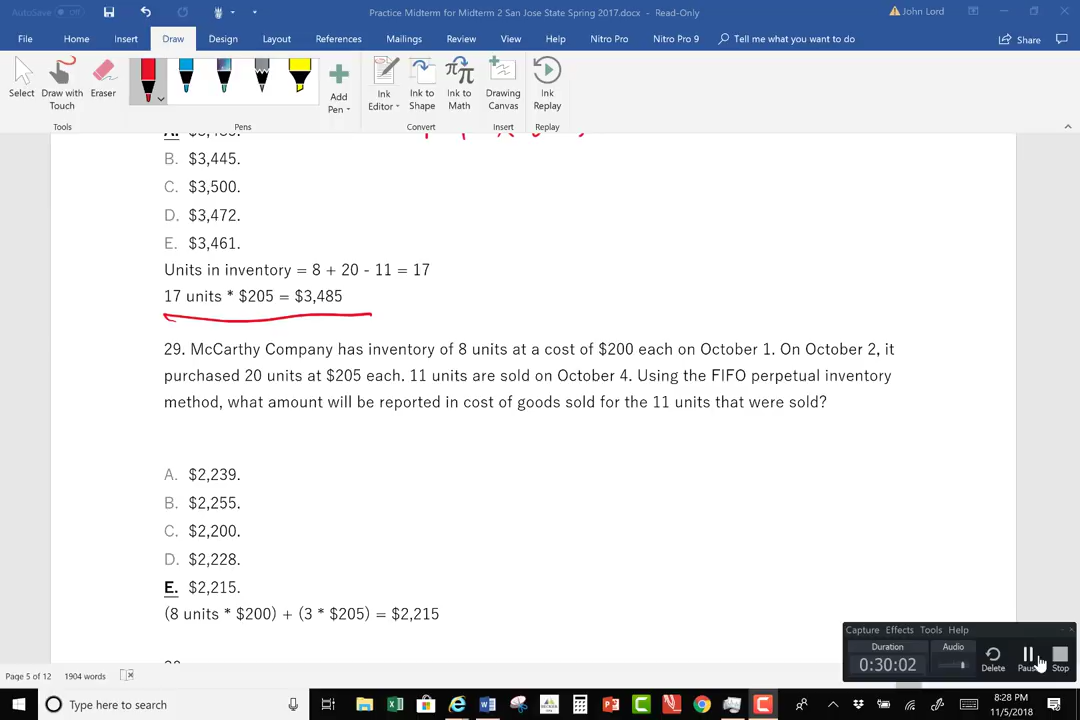 AutoSave Off Practice Midterm for Midterm 2 San Jose State Spring 2017.docx - Read-Only John Lord
File Home Insert Draw Design Layout References Mailings Review View Help Nitro Pro Nitro Pro 9 Tell me what you want to do Share
Select Draw with Touch Eraser Add Pen Ink Editor Ink to Shape Ink to Math Drawing Canvas Ink Replay
Tools Pens Convert Insert Replay
B. $3,445.
C. $3,500.
D. $3,472.
E. $3,461.
Units in inventory = 8 + 20 - 11 = 17
17 units * $205 = $3,485
29. McCarthy Company has inventory of 8 units at a cost of $200 each on October 1. On October 2, it
purchased 20 units at $205 each. 11 units are sold on October 4. Using the FIFO perpetual inventory
method, what amount will be reported in cost of goods sold for the 11 units that were sold?
A. $2,239.
B. $2,255.
C. $2,200.
D. $2,228.
E. $2,215.
(8 units * $200) + (3 * $205) = $2,215
Capture Effects Tools Help
Duration Audio
0:30:02 Delete Pause Stop
Page 5 of 12 1904 words
Type here to search
8:28 PM
11/5/2018